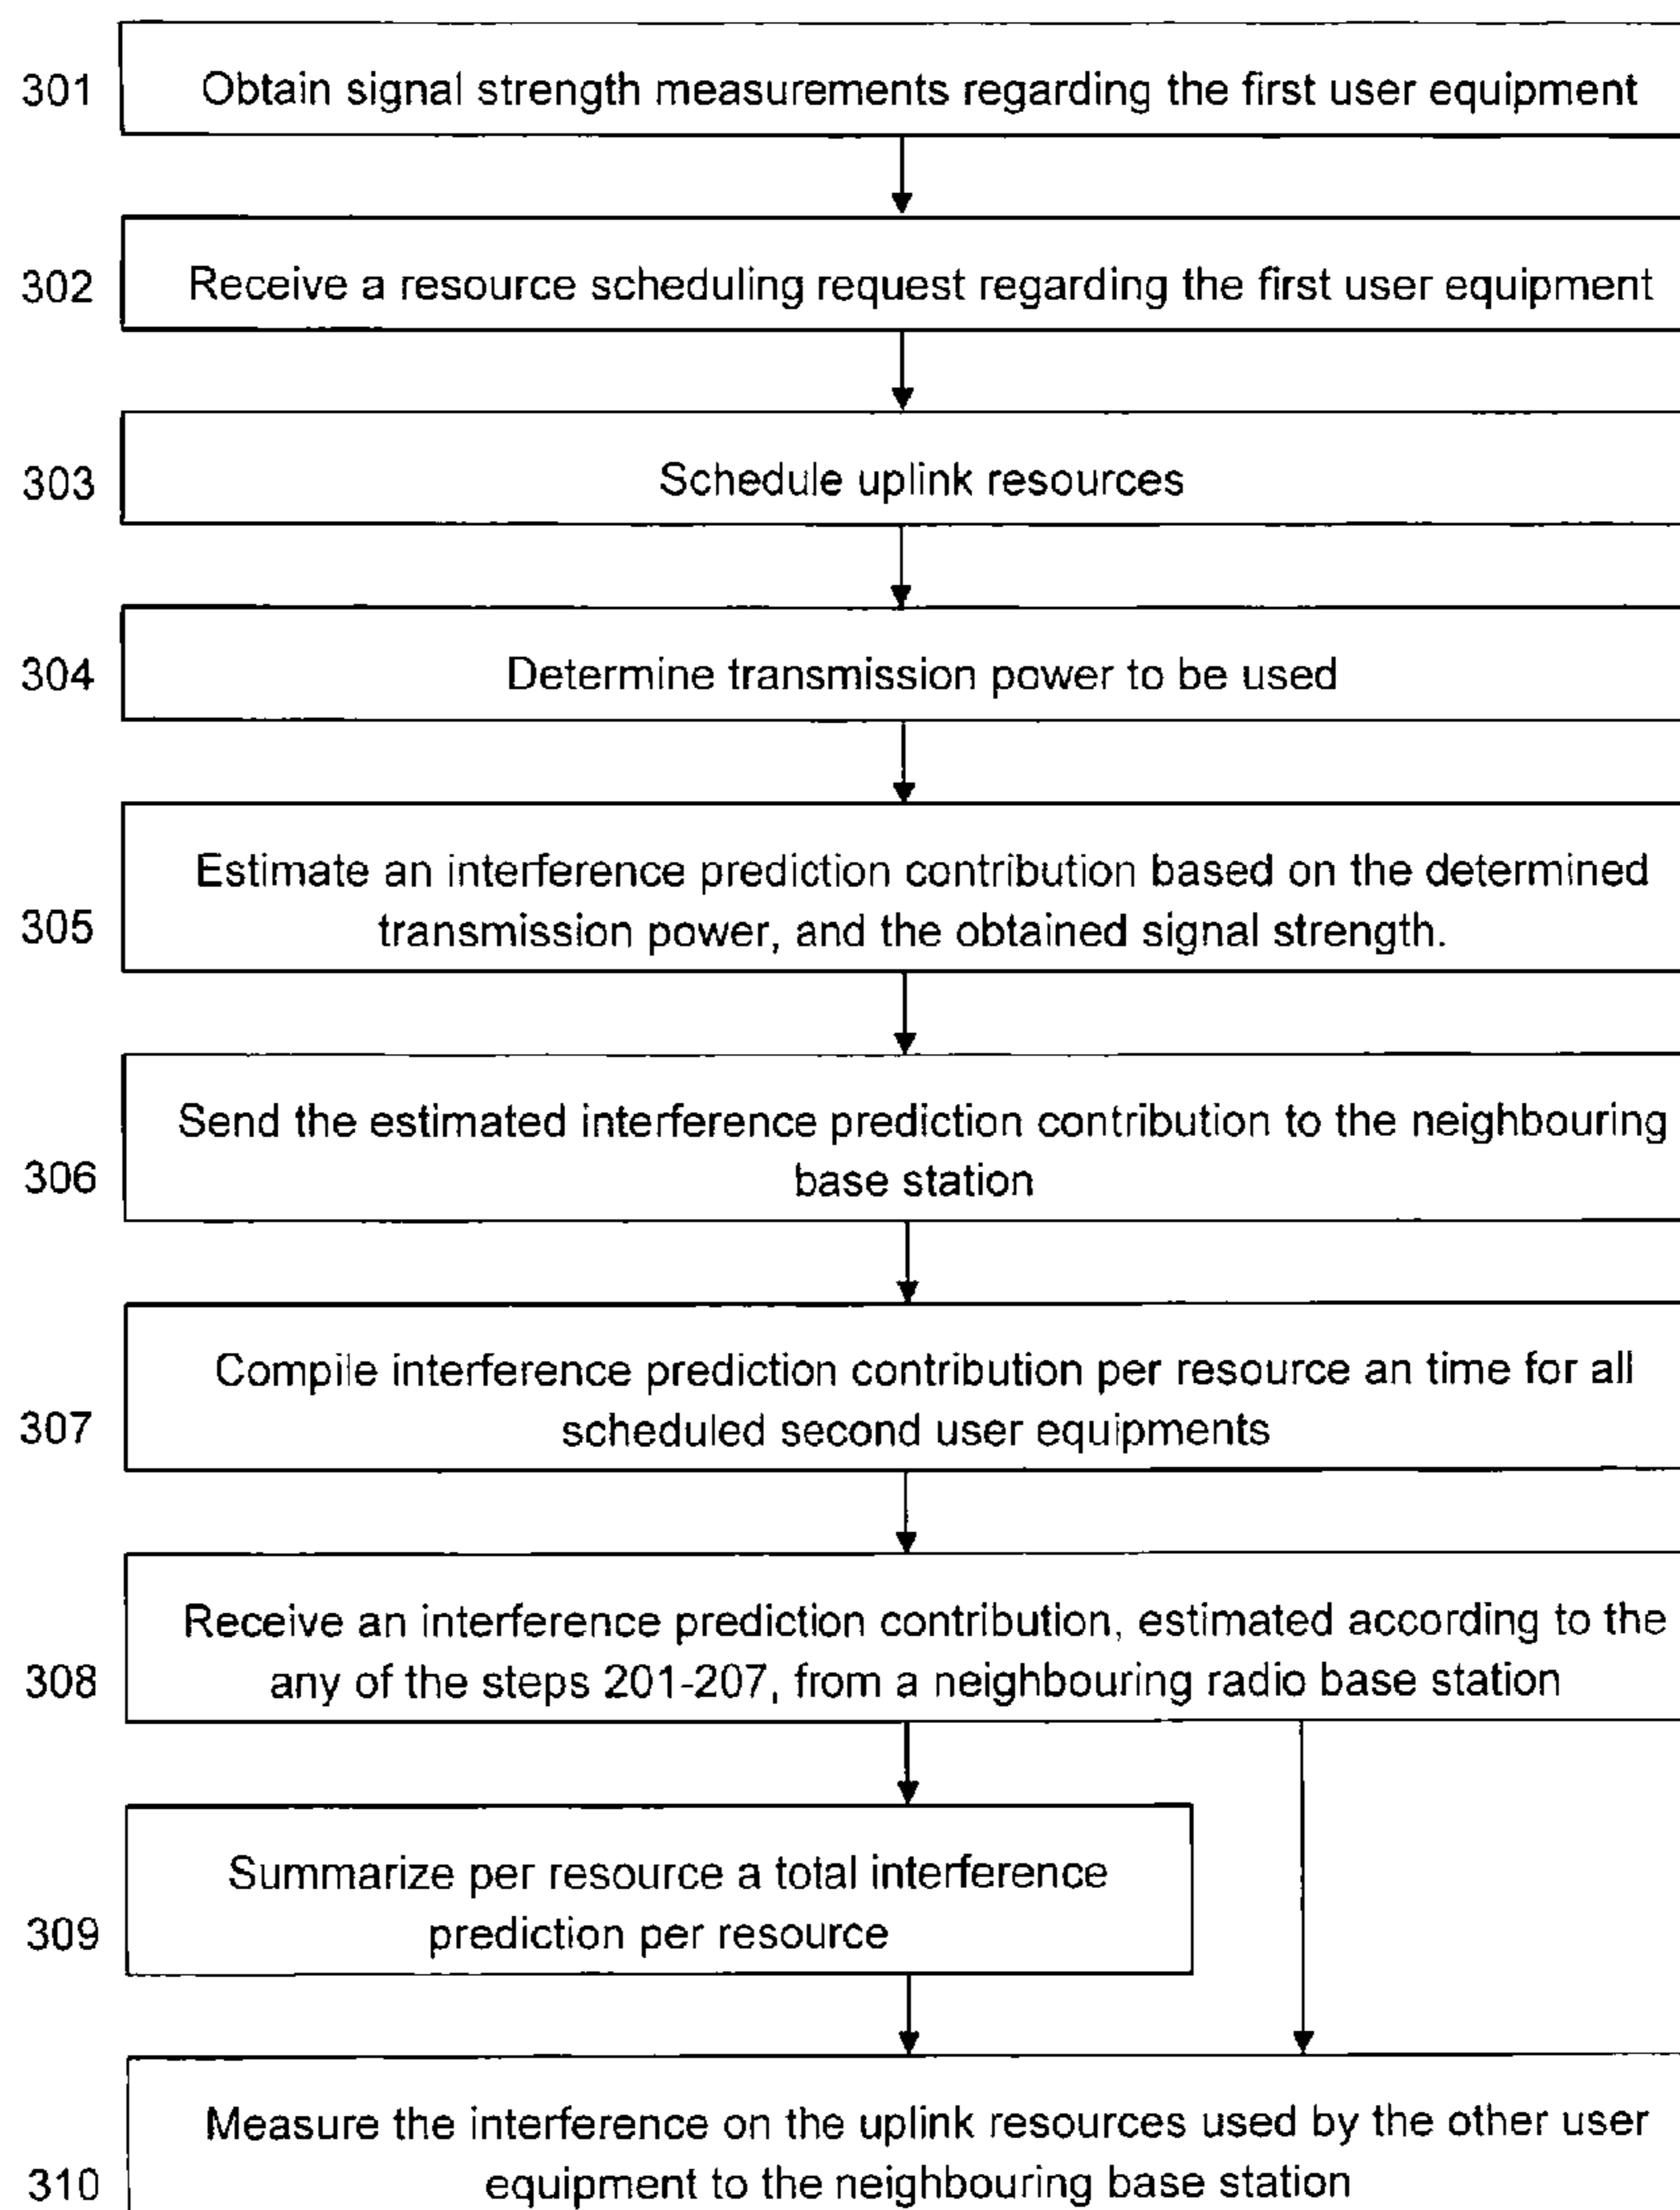 301 Obtain signal strength measurements regarding the first user equipment
302 Receive a resource scheduling request regarding the first user equipment
303 Schedule uplink resources
304 Determine transmission power to be used
Estimate an interference prediction contribution based on the determined
305 transmission power, and the obtained signal strength.
Send the estimated interference prediction contribution to the neighbouring
306 base station
Compile interference prediction contribution per resource an time for all
307 scheduled second user equipments
Receive an interference prediction contribution, estimated according to the
308 any of the steps 201-207, from a neighbouring radio base station
Summarize per resource a total interference
309 prediction per resource
Measure the interference on the uplink resources used by the other user
310 equipment to the neighbouring base station